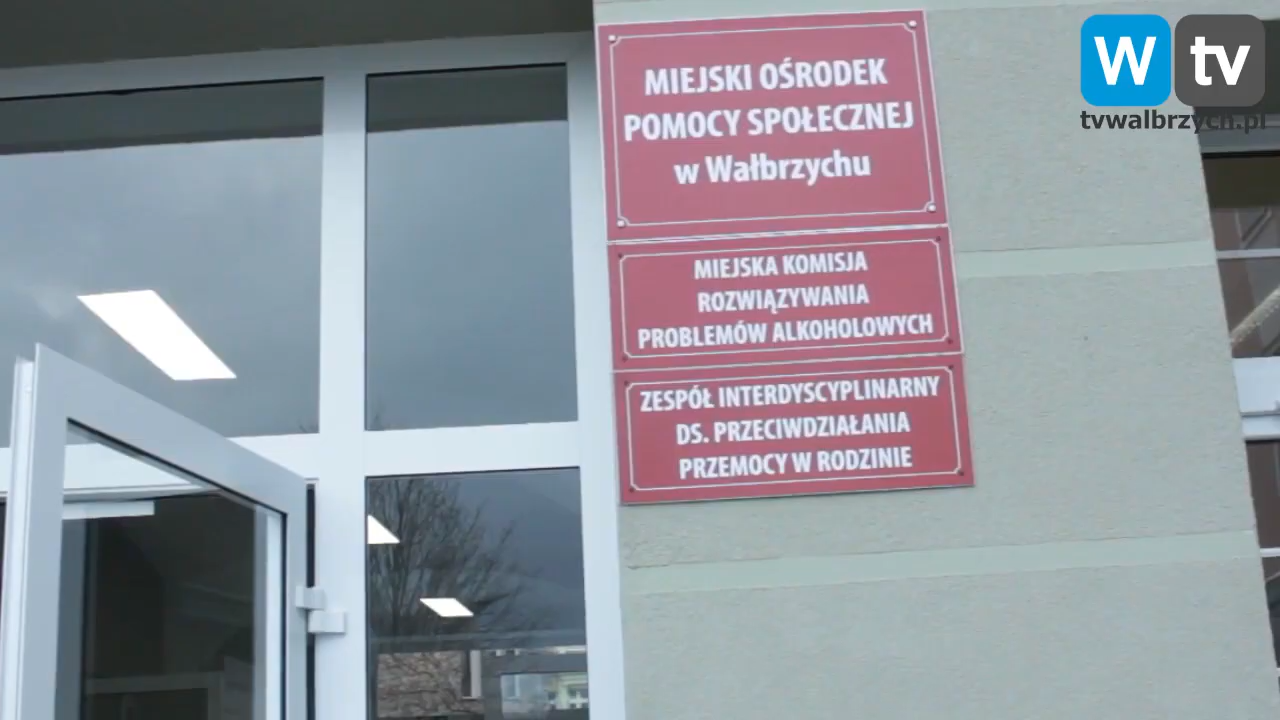 MIEJSKI OŚRODEK
POMOCY SPOŁECZNEJ
w Wałbrzychu
MIEJSKA KOMISJA
ROZWIĄZYWANIA
PROBLEMÓW ALKOHOLOWYCH
ZESPÓŁ INTERDYSCYPLINARNY
DS. PRZECIWDZIAŁANIA
PRZEMOCY W RODZINIE
W tv
tvwalbrzych.pl